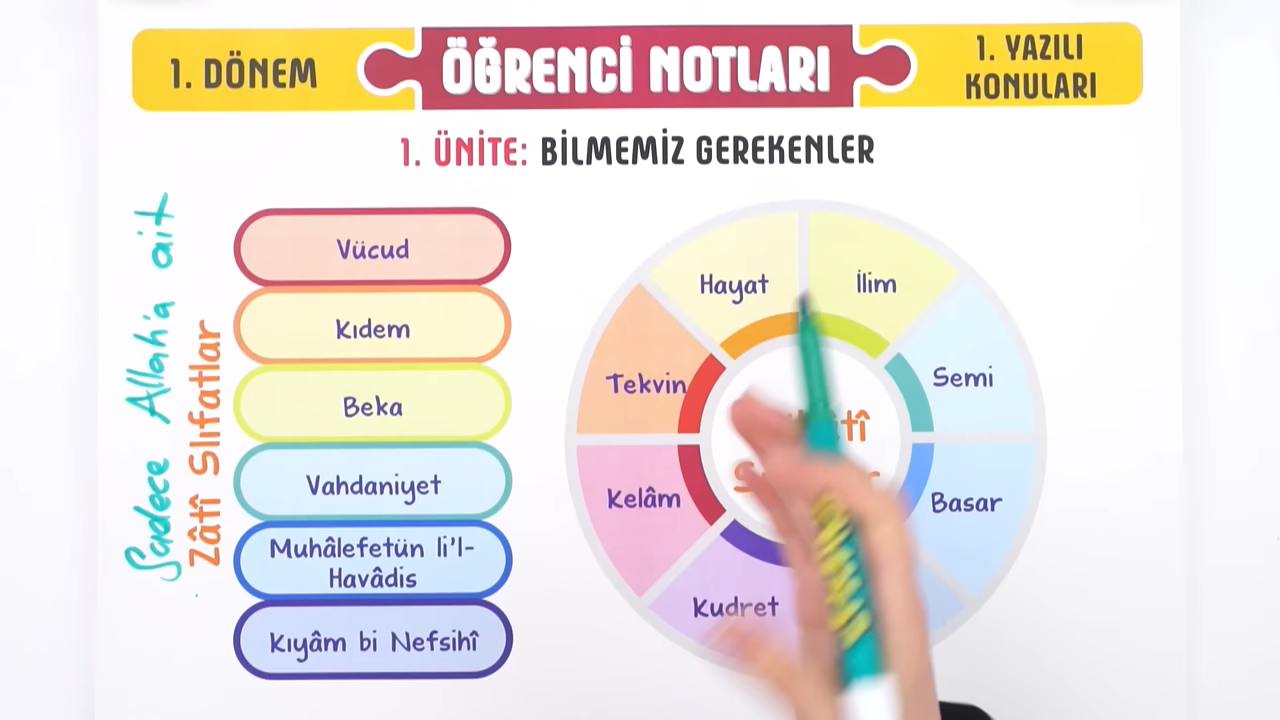 1. DÖNEM
ÖĞRENCİ NOTLARI
1. YAZILI
KONULARI
1. ÜNİTE: BİLMEMİZ GEREKENLER
Sadece Allah'a ait
Zâtî Sıfatlar
Vücud
Kıdem
Beka
Vahdaniyet
Muhâlefetün li'l-
Havâdis
Kıyâm bi Nefsihî
Hayat
İlim
Semi
Basar
Kudret
Kelâm
Tekvin